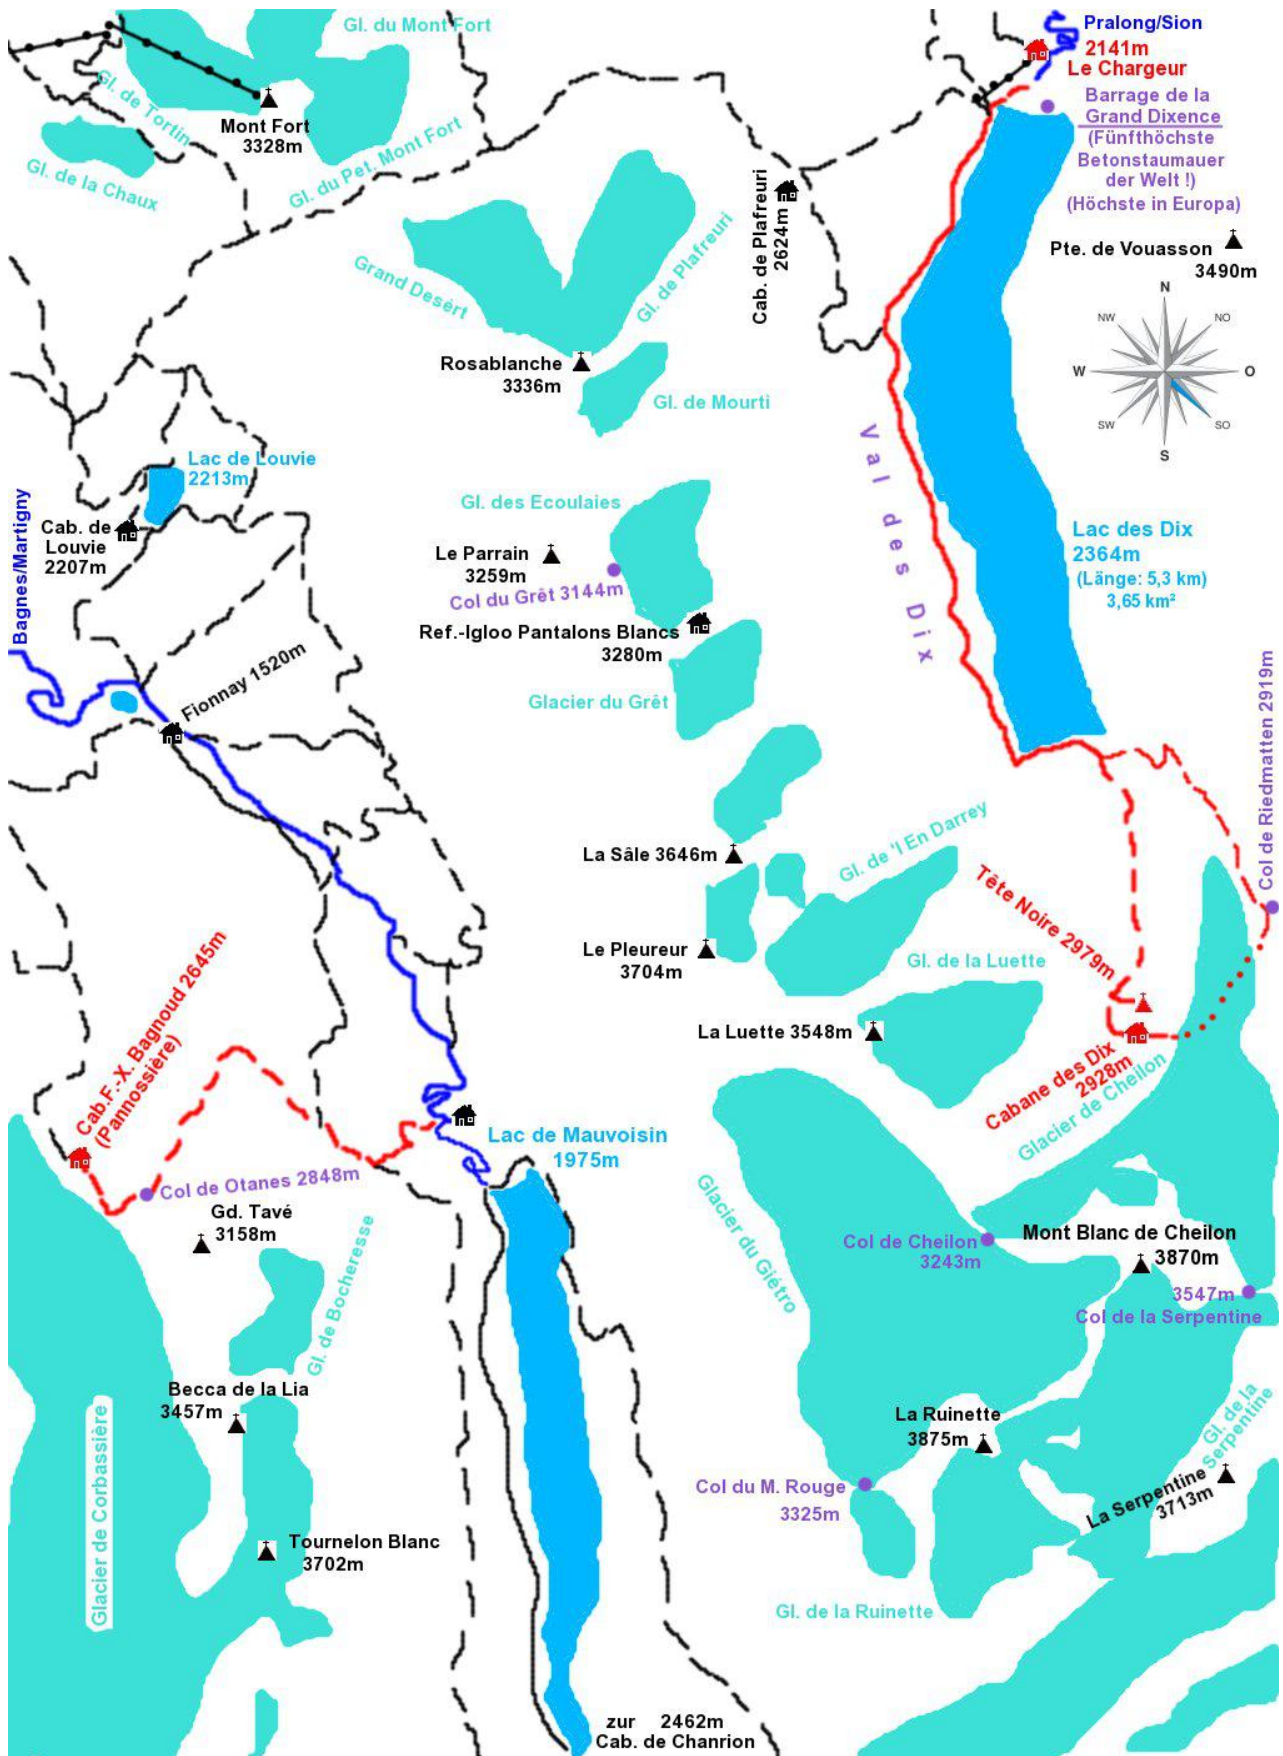 Gl. du Mont Fort
Gl. de Tortin
Mont Fort
3328m
Gl. de la Chaux
Gl. du Pet. Mont Fort
Pralong/Sion
2141m
Le Chargeur
Barrage de la
Grand Dixence
(Fünfthöchste
Betonstaumauer
der Welt !)
(Höchste in Europa)
Pte. de Vouasson
3490m
N
NO
O
SO
S
SW
W
NW
Cab. de Plafreuri
2624m
Grand Desért
Gl. de Plafreuri
Rosablanche
3336m
Gl. de Mourti
Val des Dix
Lac de Louvie
2213m
Cab. de
Louvie
2207m
Bagnes/Martigny
Gl. des Ecoulaies
Le Parrain
3259m
Col du Grêt 3144m
Ref.-Igloo Pantalons Blancs
3280m
Glacier du Grêt
Lac des Dix
2364m
(Länge: 5,3 km)
3,65 km²
Fionnay 1520m
Col de Riedmatten 2919m
La Sâle 3646m
Gl. de 'l En Darrey
Tête Noire 2979m
Le Pleureur
3704m
Gl. de la Luette
La Luette 3548m
Cabane des Dix
2928m
Glacier de Cheilon
Cab.F.-X. Bagnoud 2645m
(Pannossière)
Lac de Mauvoisin
1975m
Col de Otanes 2848m
Gd. Tavé
3158m
Gl. de Bocheresse
Glacier du Giétro
Col de Cheilon
3243m
Mont Blanc de Cheilon
3870m
3547m
Col de la Serpentine
Becca de la Lia
3457m
Glacier de Corbassière
La Ruinette
3875m
Gl. de la
Serpentine
Col du M. Rouge
3325m
La Serpentine
3713m
Tournelon Blanc
3702m
Gl. de la Ruinette
zur 2462m
Cab. de Chanrion